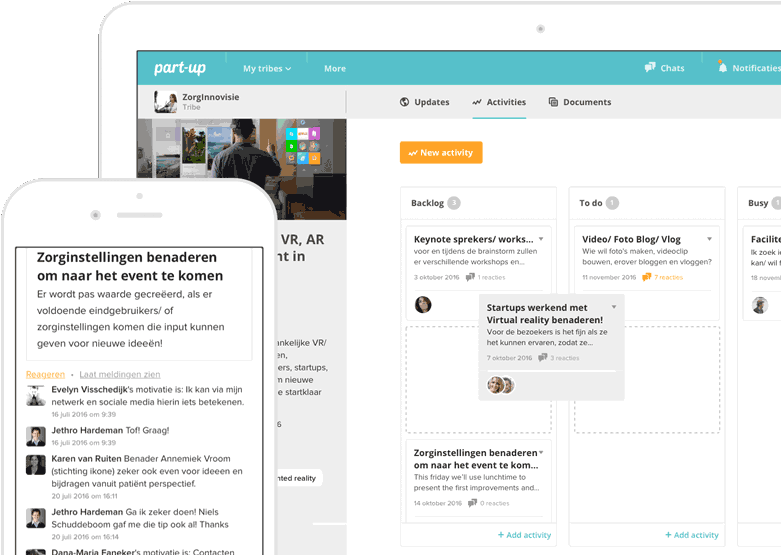 part-up
My tribes
More
Chats
Notificaties
ZorgInnovisie
Tribe
Updates
Activities
Documents
New activity
VR, AR
nt in
ankelijke VR/
en,
ers, startups,
m nieuwe
e startklaar
6
nted reality
Backlog 3
Keynote sprekers/ works...
voor en tijdens de brainstorm zullen
er verschillende workshops en...
3 oktober 2016 1 reacties
Startups werkend met
Virtual reality benaderen!
Voor de bezoekers is het fijn als ze
het kunnen ervaren, zodat ze...
7 oktober 2016 3 reacties
Zorginstellingen benaderen
om naar het event te kom...
This friday we'll use lunchtime to
present the first improvements and...
14 oktober 2016 0 reacties
+ Add activity
To do 1
Video/ Foto Blog/ Vlog
Wie wil foto's maken, videoclip
bouwen, erover bloggen en vloggen?
11 november 2016 7 reacties
+ Add activity
Busy 1
Facilite
Ik zoek ie
kan/ wil
18 novem
Zorginstellingen benaderen
om naar het event te komen
Er wordt pas waarde gecreëerd, als er
voldoende eindgebruikers/ of
zorginstellingen komen die input kunnen
geven voor nieuwe ideeën!
Reageren • Laat meldingen zien
Evelyn Visschedijk's motivatie is: Ik kan via mijn
netwerk en sociale media hierin iets betekenen.
16 juli 2016 om 9:39
Jethro Hardeman Tof! Graag!
16 juli 2016 om 9:39
Karen van Ruiten Benader Annemiek Vroom
(stichting ikone) zeker ook even voor ideeen en
bijdragen vanuit patiënt perspectief.
20 juli 2016 om 16:11
Jethro Hardeman Ga ik zeker doen! Niels
Schuddeboom gaf me die tip ook al! Thanks
20 juli 2016 om 16:14
Dana-Maria Faneker's motivatie is: Contacten